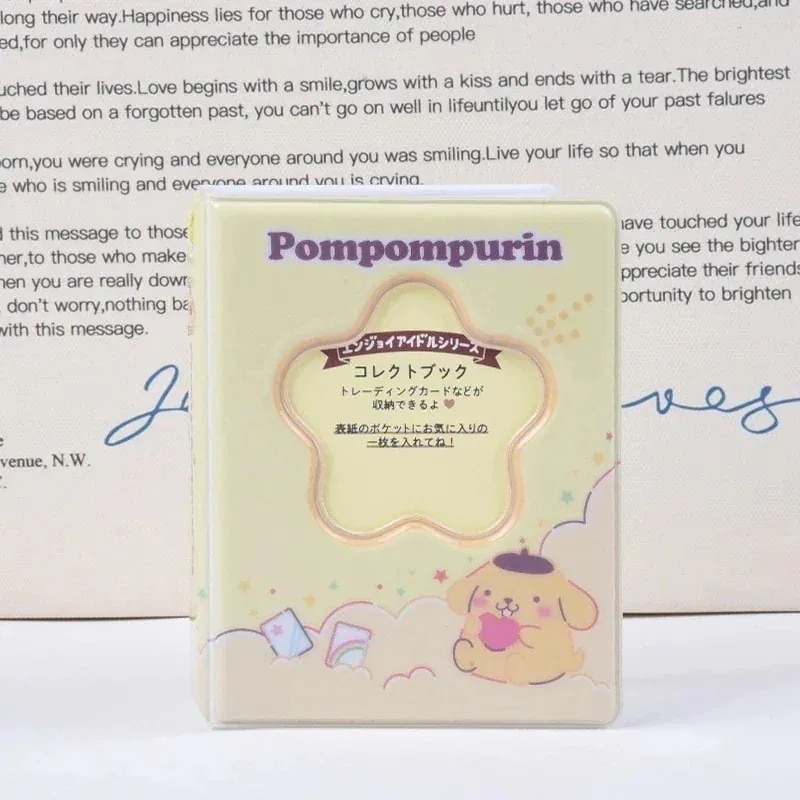 long their way.Happiness lies for those who cry,those who hurt, those who have searched,and
ed,for only they can appreciate the importance of people
uched their lives.Love begins with a smile,grows with a kiss and ends with a tear.The brightest
be based on a forgotten past, you can't go on well in lifeuntilyou let go of your past falures
orn,you were crying and everyone around you was smiling.Live your life so that when you
e who is smiling and everyone around you is crying.
d this message to those
ave touched your life
ner,to those who make
e you see the bighter
hen you are really down
ppreciate their friends
, don't worry,nothing ba
ortunity to brighten
with this message.
venue, N.W.
Pompompurin
エンジョイアイドルシリーズ
コレクトブック
トレーディングカードなどが
収納できるよ
表紙のポケットにお気に入りの
一枚を入れてね!